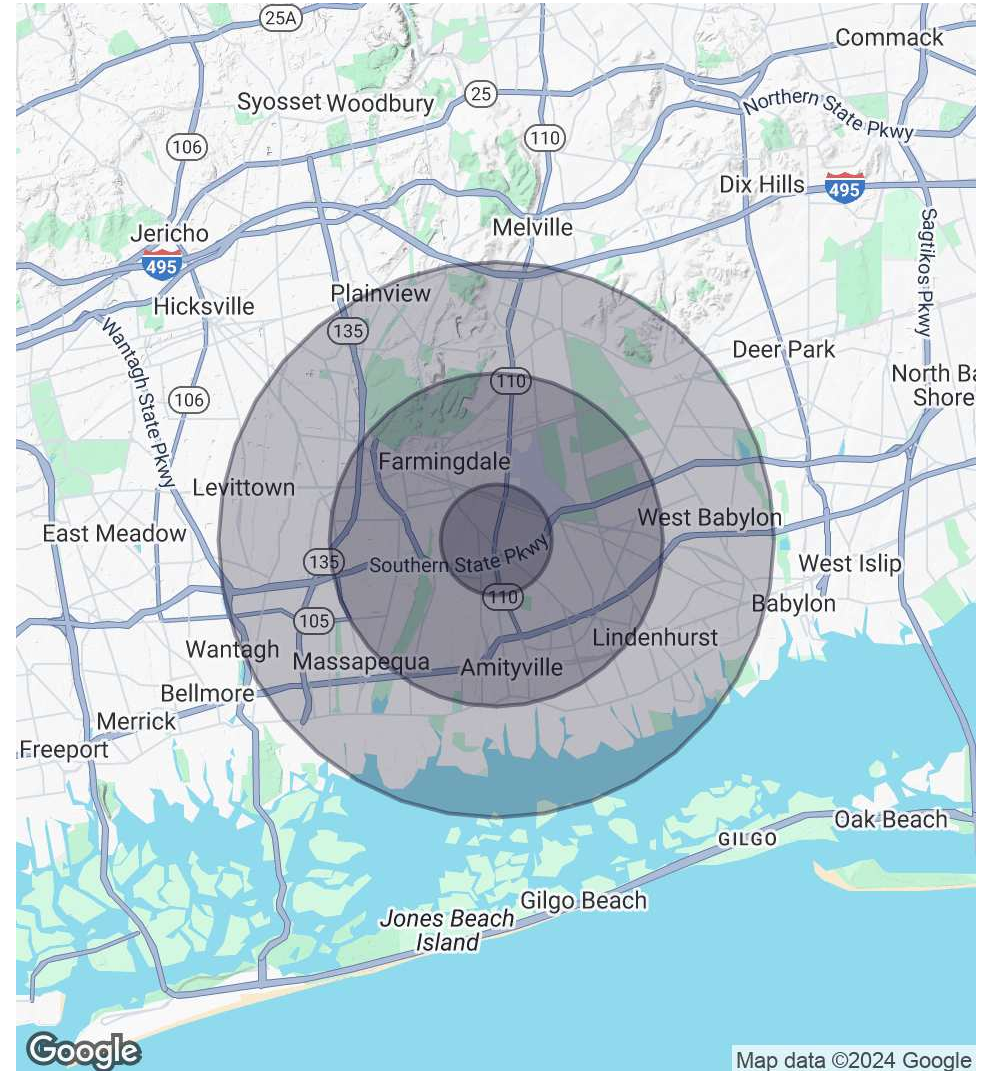 25A
Commack
Syosset Woodbury
25
Northern State Pkwy
106
110
Dix Hills
495
Melville
Jericho
495
Sagtikos Pkwy
Hicksville
Plainview
135
Wantagh State Pkwy
Deer Park
110
106
North Ba
Shore
Farmingdale
Levittown
West Babylon
East Meadow
Southern State Pkwy
135
West Islip
110
Babylon
105
Lindenhurst
Wantagh
Massapequa
Amityville
Bellmore
Merrick
Freeport
Oak Beach
GILGO
Gilgo Beach
Jones Beach
Island
Google
Map data ©2024 Google